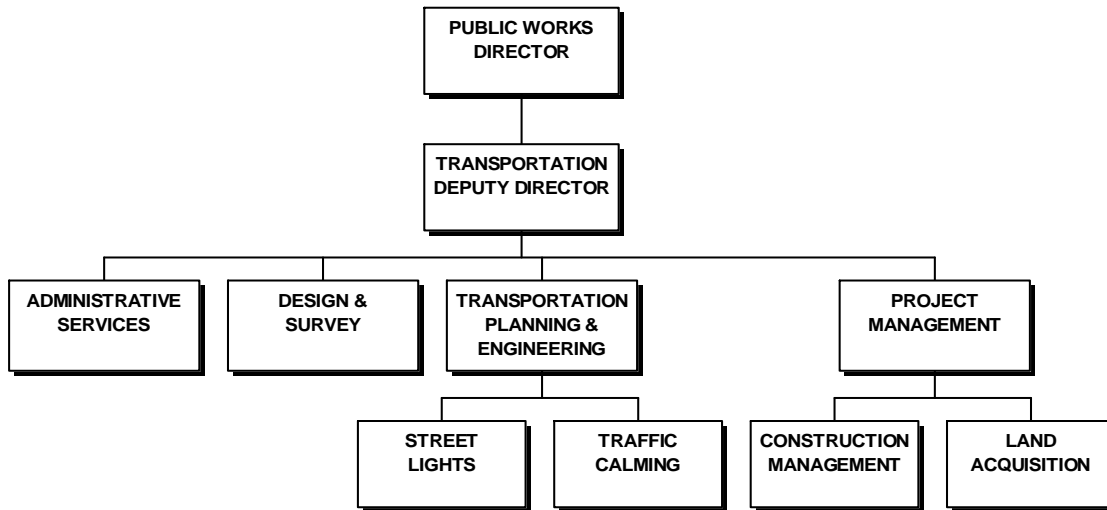 PUBLIC WORKS
DIRECTOR
TRANSPORTATION
DEPUTY DIRECTOR
ADMINISTRATIVE
SERVICES
DESIGN &
SURVEY
TRANSPORTATION
PLANNING &
ENGINEERING
PROJECT
MANAGEMENT
STREET
LIGHTS
TRAFFIC
CALMING
CONSTRUCTION
MANAGEMENT
LAND
ACQUISITION